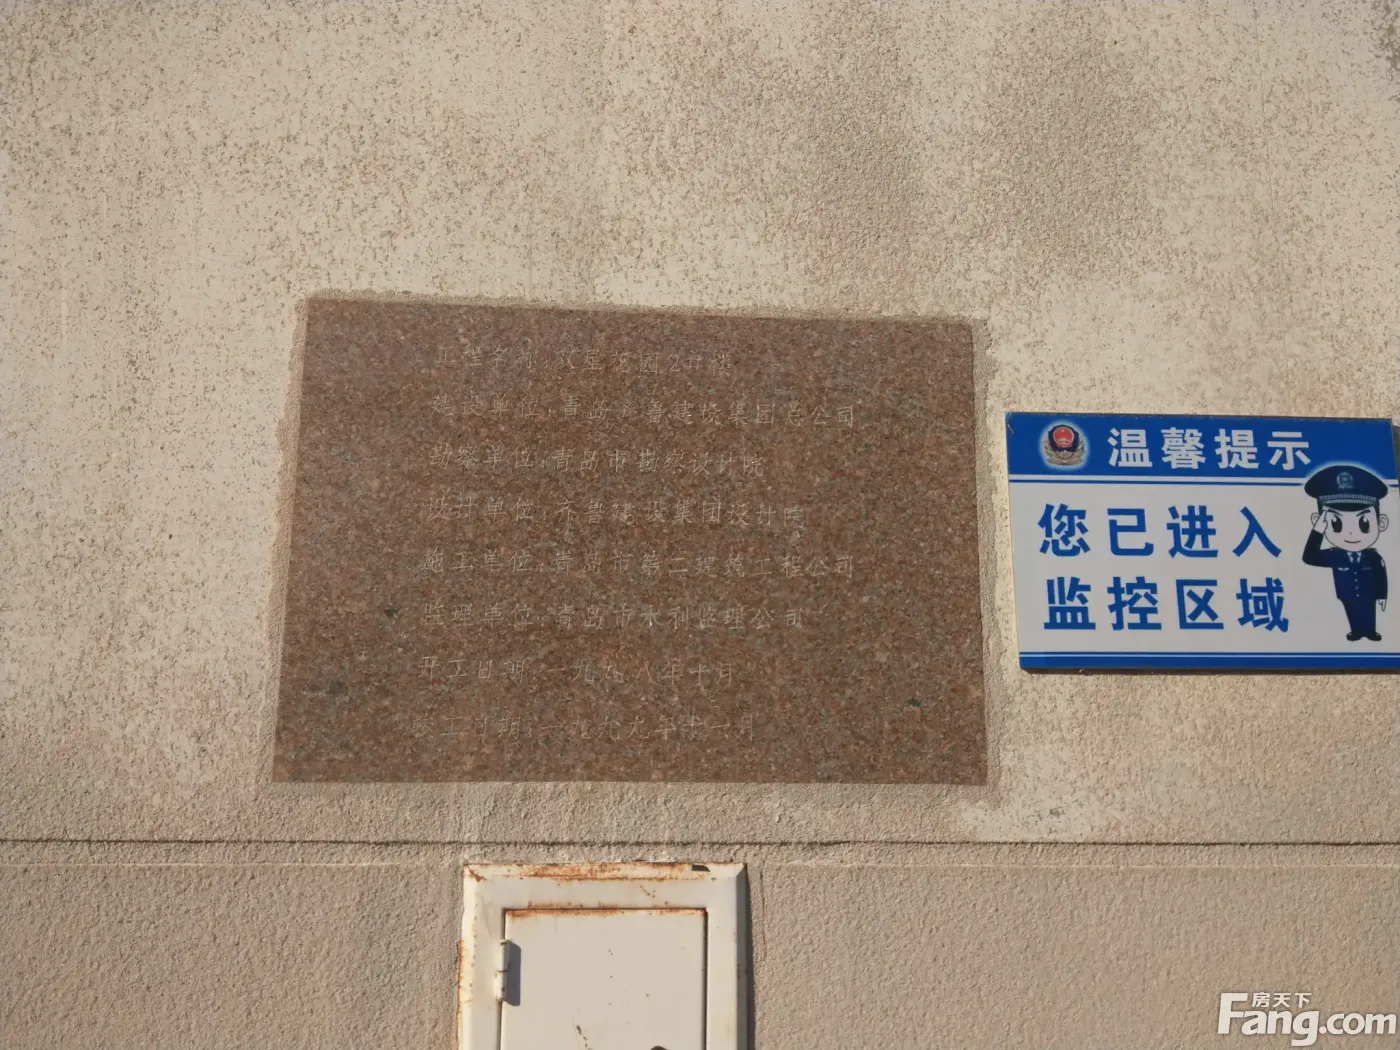 工程名称:双星花园2#楼
建设单位:青岛齐鲁建设集团总公司
勘察单位:青岛市勘察设计院
设计单位:齐鲁建设集团设计院
施工单位:青岛市第二建筑工程公司
监理单位:青岛市水利监理公司
开工日期:一九九八年十月
竣工日期:一九九九年十一月
温馨提示
您已进入
监控区域
房天下
Fang.com